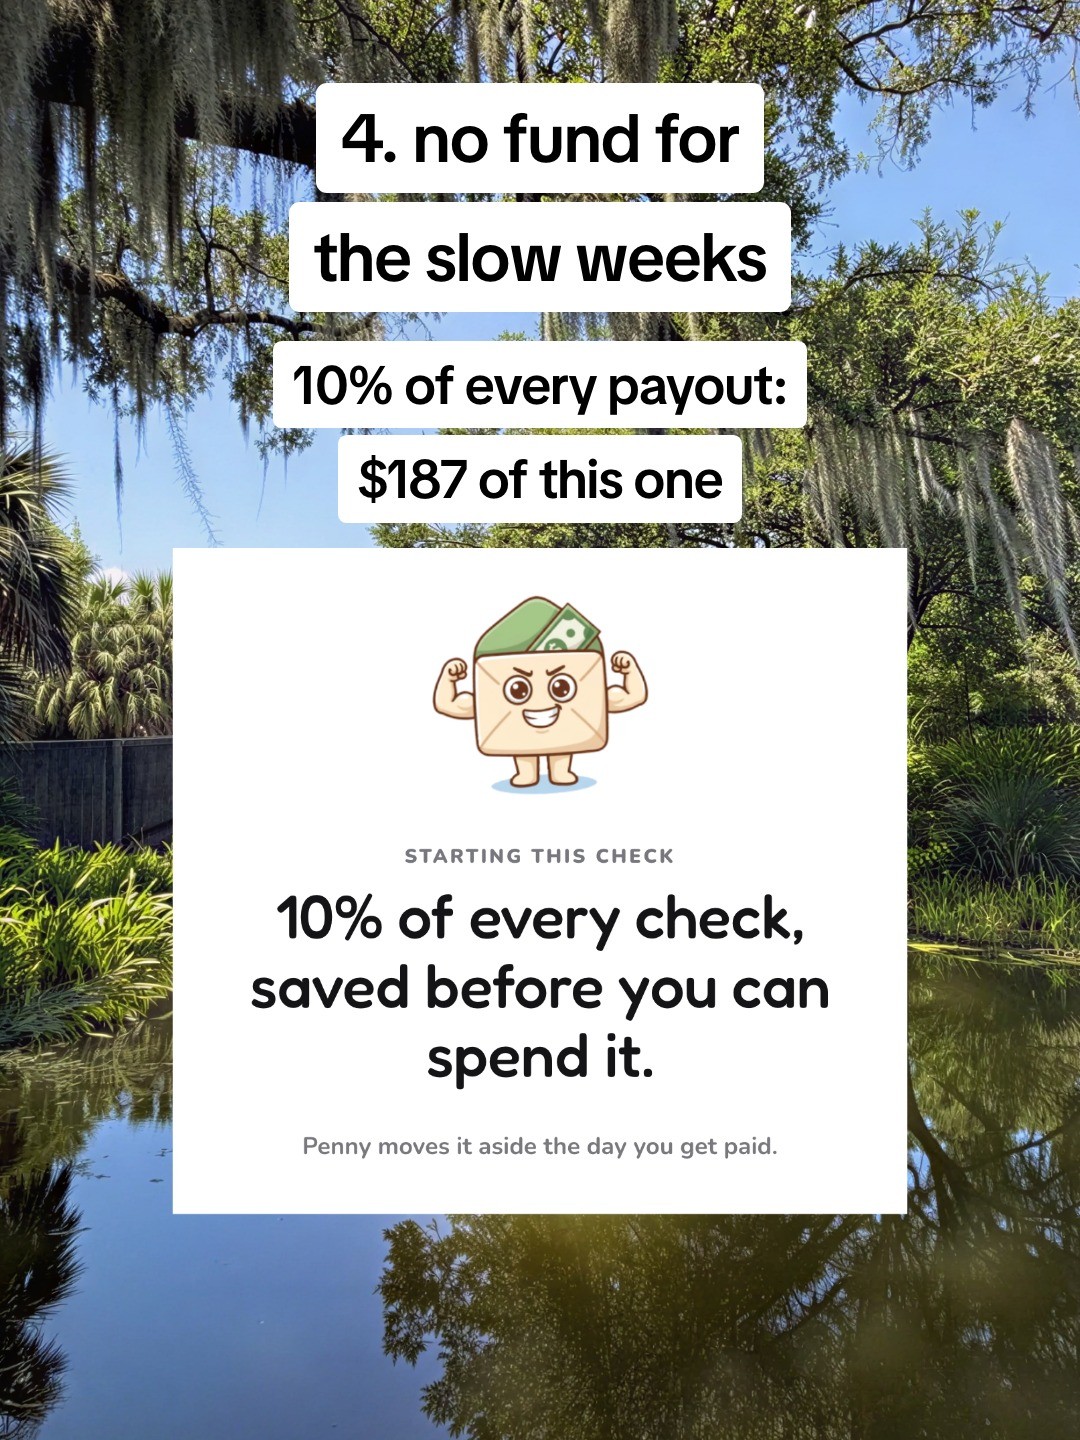 4. no fund for
the slow weeks
10% of every payout:
$187 of this one
STARTING THIS CHECK
10% of every check,
saved before you can
spend it.
Penny moves it aside the day you get paid.